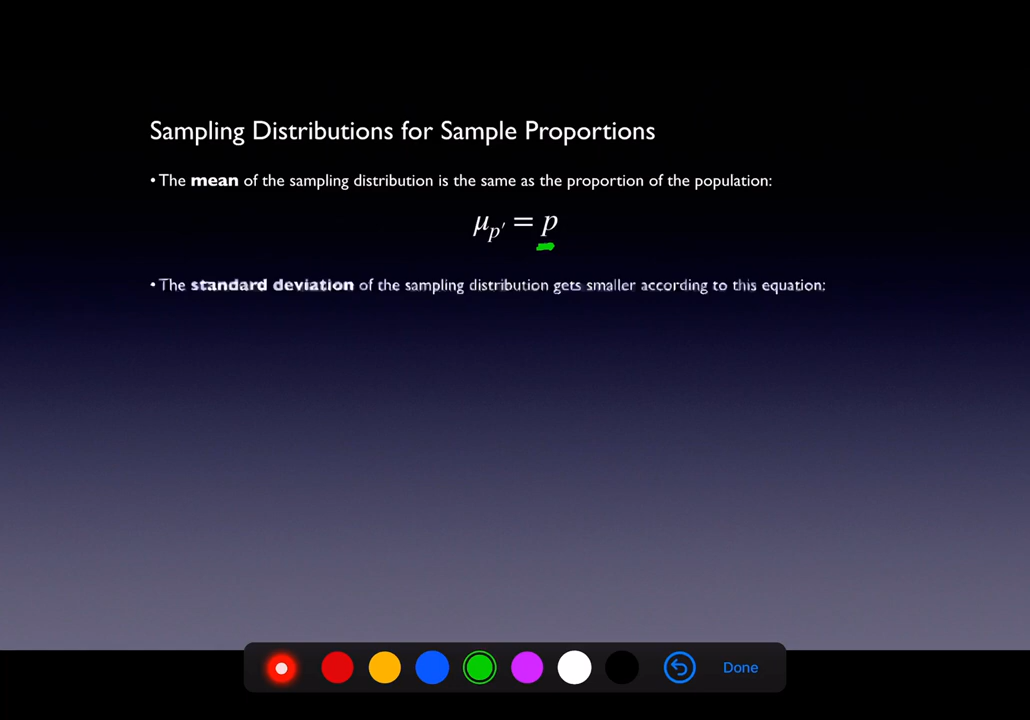 Sampling Distributions for Sample Proportions
• The mean of the sampling distribution is the same as the proportion of the population:
μp′ = p
• The standard deviation of the sampling distribution gets smaller according to this equation:
Done